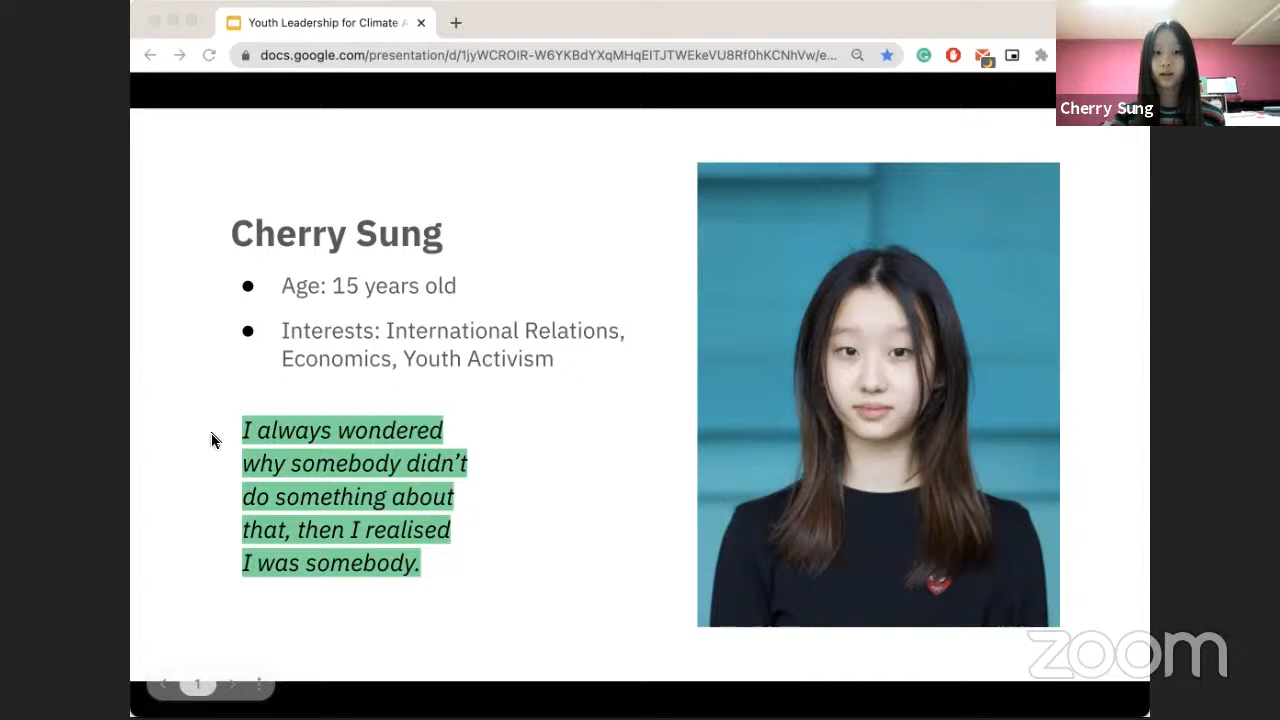 Youth Leadership for Climate A
docs.google.com/presentation/d/1jyWCROIR-W6YKBdYXqMHqEITJTWEkeVU8Rf0hKCNhVw/e...
Cherry Sung
Cherry Sung
● Age: 15 years old
● Interests: International Relations,
Economics, Youth Activism
I always wondered
why somebody didn't
do something about
that, then I realised
I was somebody.
zoom
1